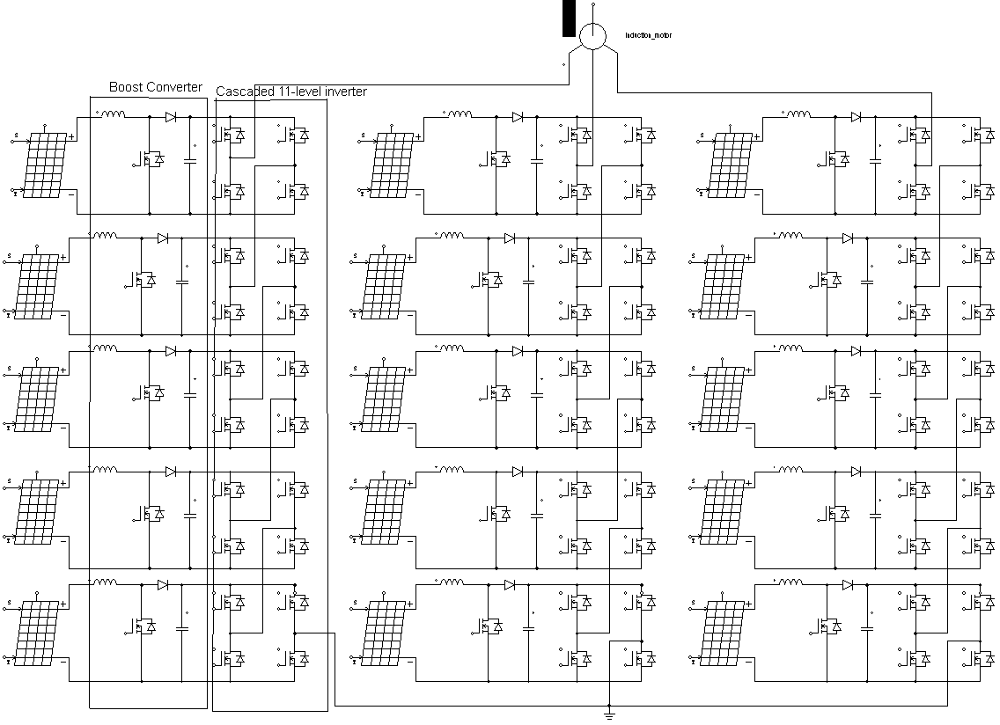 Induction_motor
Boost Converter
Cascaded 11-level inverter
S
+
T
−
S
+
T
−
S
+
T
−
S
+
T
−
S
+
T
−
S
+
T
−
S
+
T
−
S
+
T
−
S
+
T
−
S
+
T
−
S
+
T
−
S
+
T
−
S
+
T
−
S
+
T
−
S
+
T
−